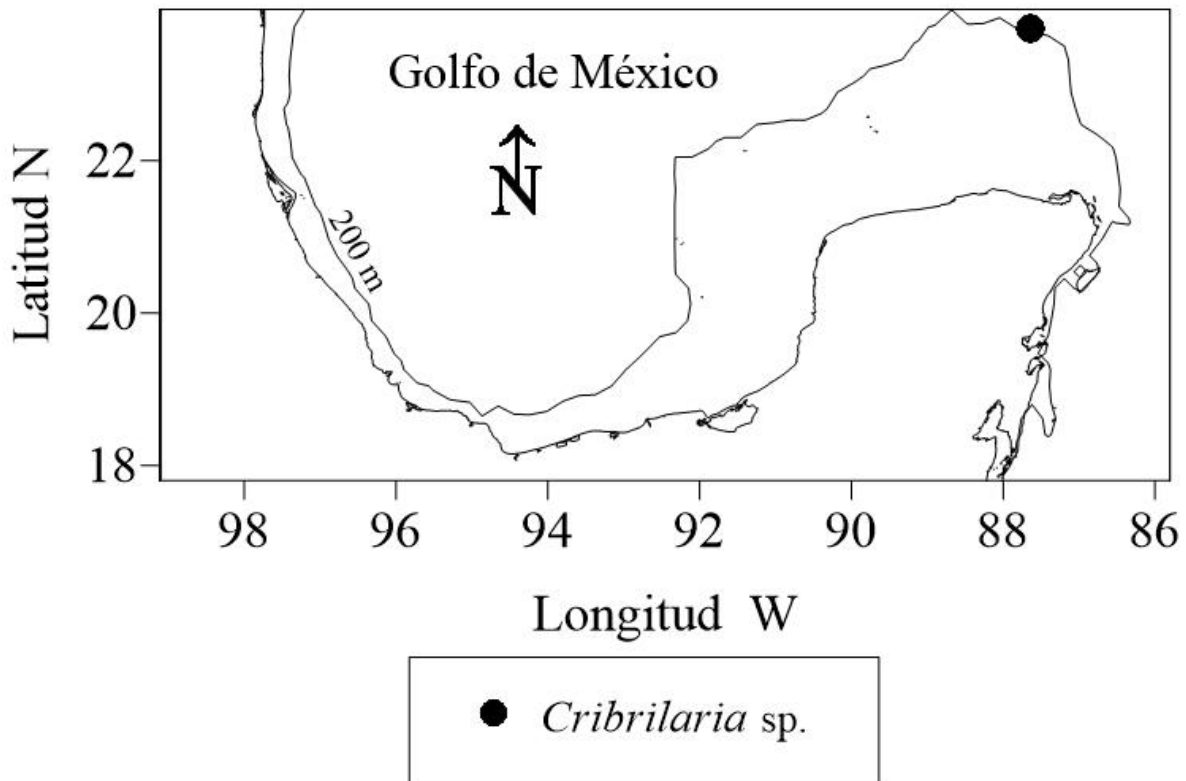 Golfo de México
N
200 m
Latitud N
22
20
18
98 96 94 92 90 88 86
Longitud W
Cribrilaria sp.